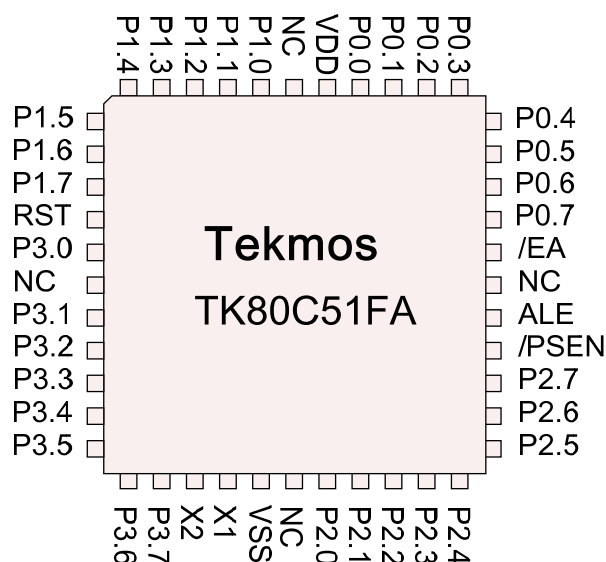 P1.4 P1.3 P1.2 P1.1 P1.0 NC VDD P0.0 P0.1 P0.2 P0.3
P1.5 P0.4
P1.6 P0.5
P1.7 P0.6
RST P0.7
P3.0 /EA
NC NC
P3.1 ALE
P3.2 /PSEN
P3.3 P2.7
P3.4 P2.6
P3.5 P2.5
Tekmos
TK80C51FA
P3.6 P3.7 X2 X1 VSS NC P2.0 P2.1 P2.2 P2.3 P2.4